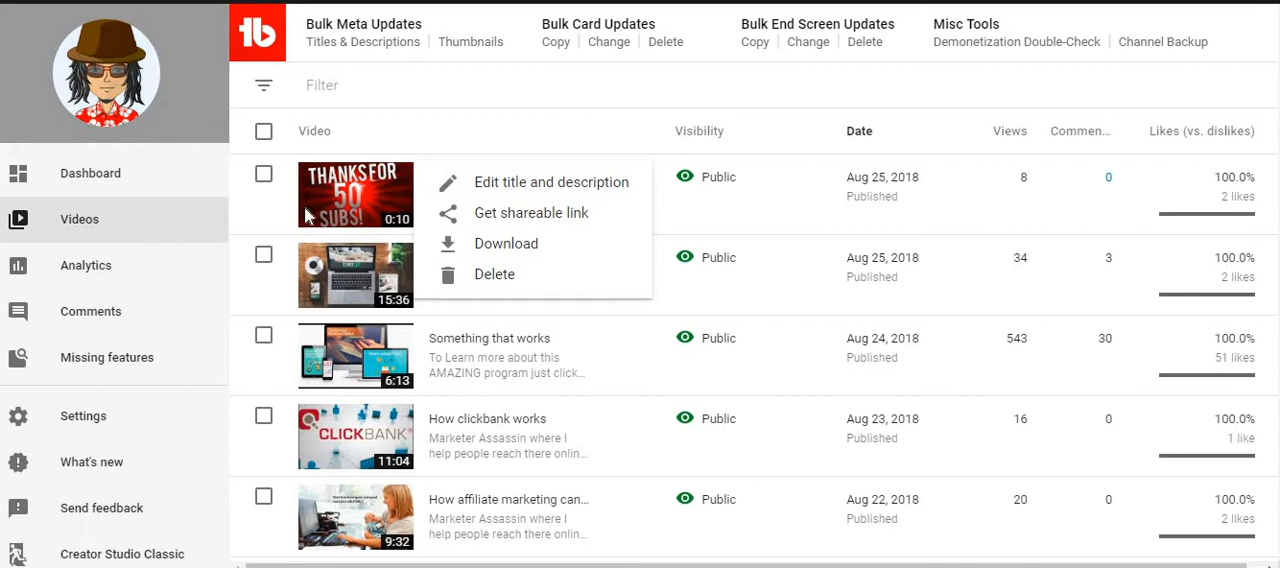 Bulk Meta Updates
Titles & Descriptions | Thumbnails
Bulk Card Updates
Copy | Change | Delete
Bulk End Screen Updates
Copy | Change | Delete
Misc Tools
Demonetization Double-Check | Channel Backup
tb
Filter
Video Visibility Date Views Commen... Likes (vs. dislikes)
Dashboard
Videos
Analytics
Comments
Missing features
Settings
What's new
Send feedback
Creator Studio Classic
THANKS FOR
50
SUBS!
0:10
Edit title and description
Get shareable link
Download
Delete
Public Aug 25, 2018 8 0 100.0%
Published 2 likes
15:36
Public Aug 25, 2018 34 3 100.0%
Published 2 likes
6:13
Something that works Public Aug 24, 2018 543 30 100.0%
To Learn more about this Published 51 likes
AMAZING program just click...
CLICKBANK
11:04
How clickbank works Public Aug 23, 2018 16 0 100.0%
Marketer Assassin where I Published 1 like
help people reach there onlin...
9:32
How affiliate marketing can... Public Aug 22, 2018 20 0 100.0%
Marketer Assassin where I Published 2 likes
help people reach there onlin...